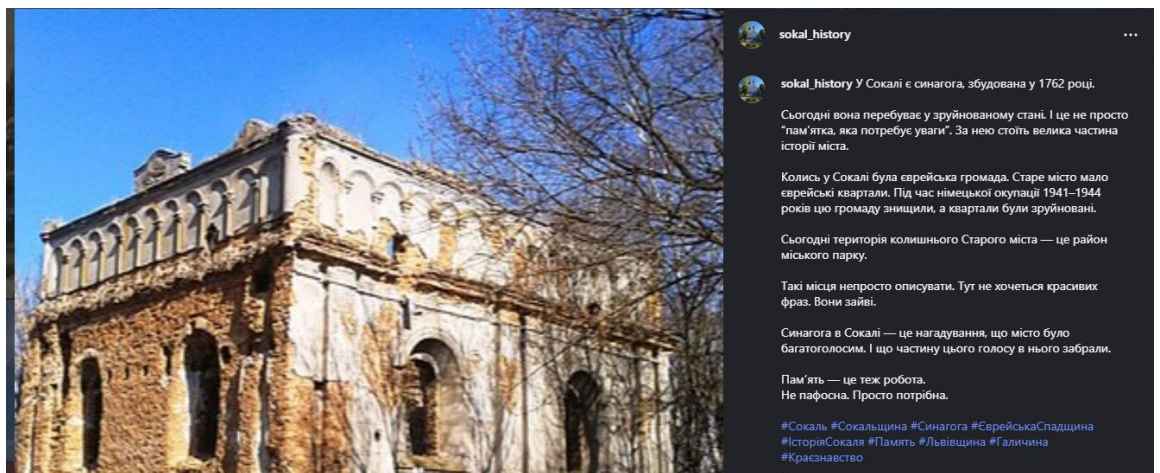 sokal_history
sokal_history У Сокалі є синагога, збудована у 1762 році.
Сьогодні вона перебуває у зруйнованому стані. І це не просто
“пам’ятка, яка потребує уваги”. За нею стоїть велика частина
історії міста.
Колись у Сокалі була єврейська громада. Старе місто мало
єврейські квартали. Під час німецької окупації 1941–1944
років цю громаду знищили, а квартали були зруйновані.
Сьогодні територія колишнього Старого міста — це район
міського парку.
Такі місця непросто описувати. Тут не хочеться красивих
фраз. Вони зайві.
Синагога в Сокалі — це нагадування, що місто було
багатоголосим. І що частину цього голосу в нього забрали.
Пам’ять — це теж робота.
Не пафосна. Просто потрібна.
#Сокаль #Сокальщина #Синагога #ЄврейськаСпадщина
#ІсторіяСокаля #Память #Львівщина #Галичина
#Краєзнавство